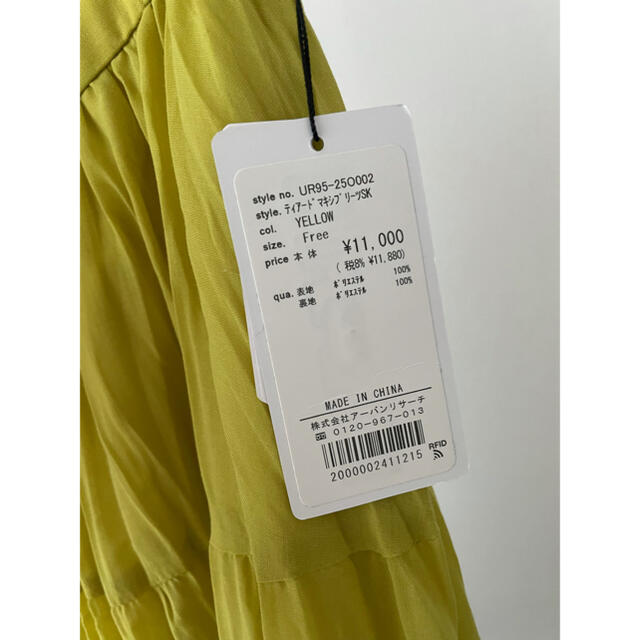 style no. UR95-25O002
style. ﾃｨｱｰﾄﾞﾏｷｼﾌﾟﾘｰﾂSK
col. YELLOW
size. Free
price 本体 ¥11,000
( 税8% ¥11,880)
qua. 表地 ﾎﾟﾘｴｽﾃﾙ 100%
裏地 ﾎﾟﾘｴｽﾃﾙ 100%
MADE IN CHINA
株式会社アーバンリサーチ
0120-967-013
2000002411215
RFID